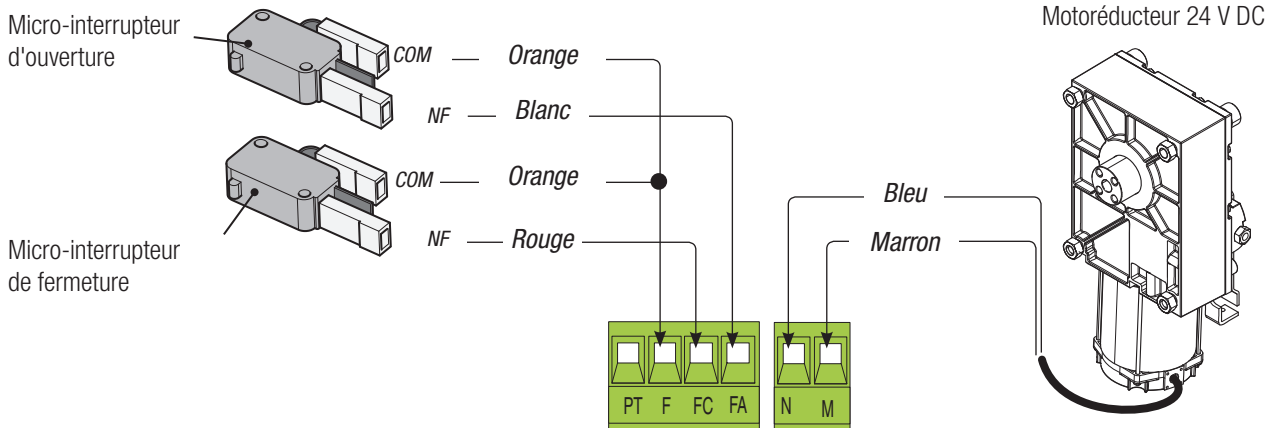 Micro-interrupteur
d'ouverture
COM
Orange
NF
Blanc
COM
Orange
NF
Rouge
Micro-interrupteur
de fermeture
Motoréducteur 24 V DC
Bleu
Marron
PT F FC FA N M